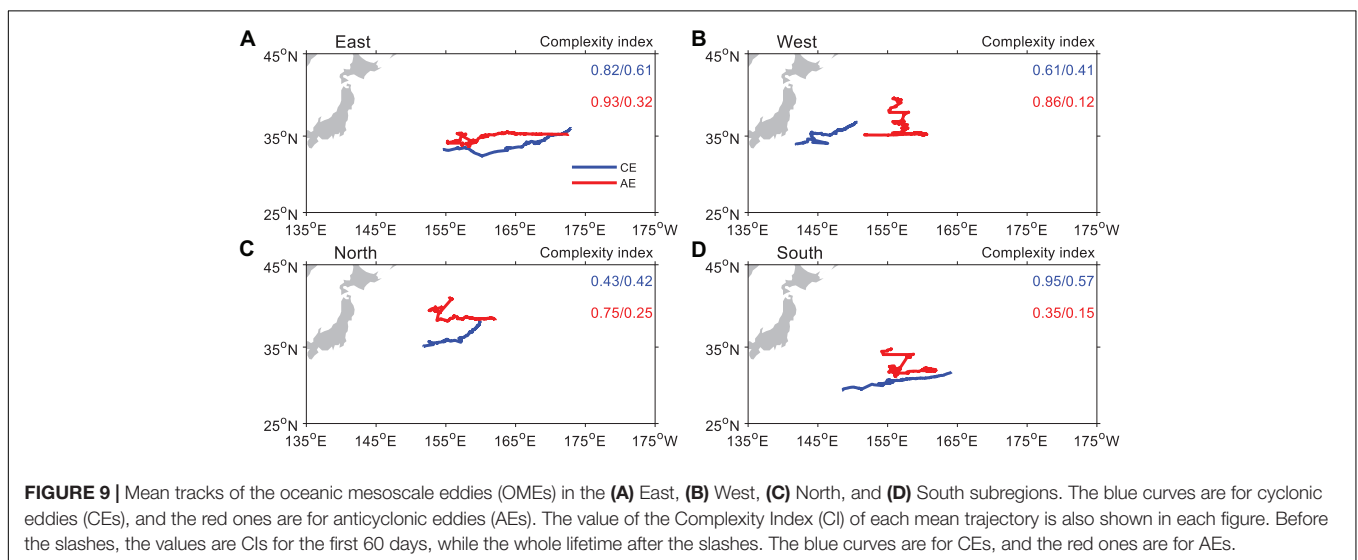 A East Complexity index
45°N
0.82/0.61
0.93/0.32
35°N
CE
AE
25°N
135°E 145°E 155°E 165°E 175°E 175°W
B West Complexity index
45°N
0.61/0.41
0.86/0.12
35°N
25°N
135°E 145°E 155°E 165°E 175°E 175°W
C North Complexity index
45°N
0.43/0.42
0.75/0.25
35°N
25°N
135°E 145°E 155°E 165°E 175°E 175°W
D South Complexity index
45°N
0.95/0.57
0.35/0.15
35°N
25°N
135°E 145°E 155°E 165°E 175°E 175°W
FIGURE 9 | Mean tracks of the oceanic mesoscale eddies (OMEs) in the (A) East, (B) West, (C) North, and (D) South subregions. The blue curves are for cyclonic
eddies (CEs), and the red ones are for anticyclonic eddies (AEs). The value of the Complexity Index (CI) of each mean trajectory is also shown in each figure. Before
the slashes, the values are CIs for the first 60 days, while the whole lifetime after the slashes. The blue curves are for CEs, and the red ones are for AEs.